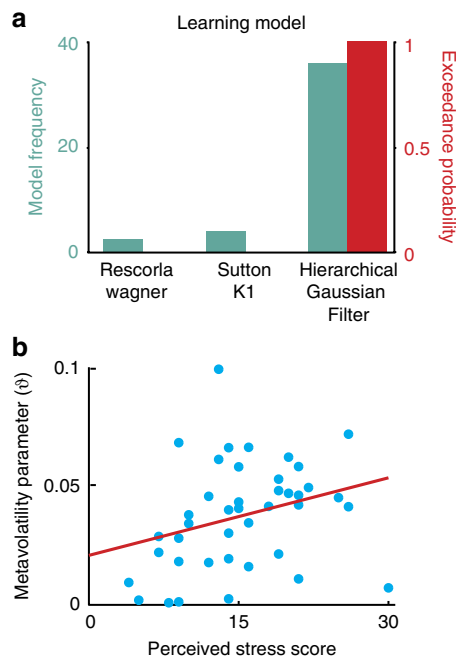 a
Learning model
Model frequency
40
20
0
Exceedance probability
1
0.5
0
Rescorla
wagner
Sutton
K1
Hierarchical
Gaussian
Filter
b
Metavolatility parameter (ϑ)
0.1
0.05
0
0
15
30
Perceived stress score